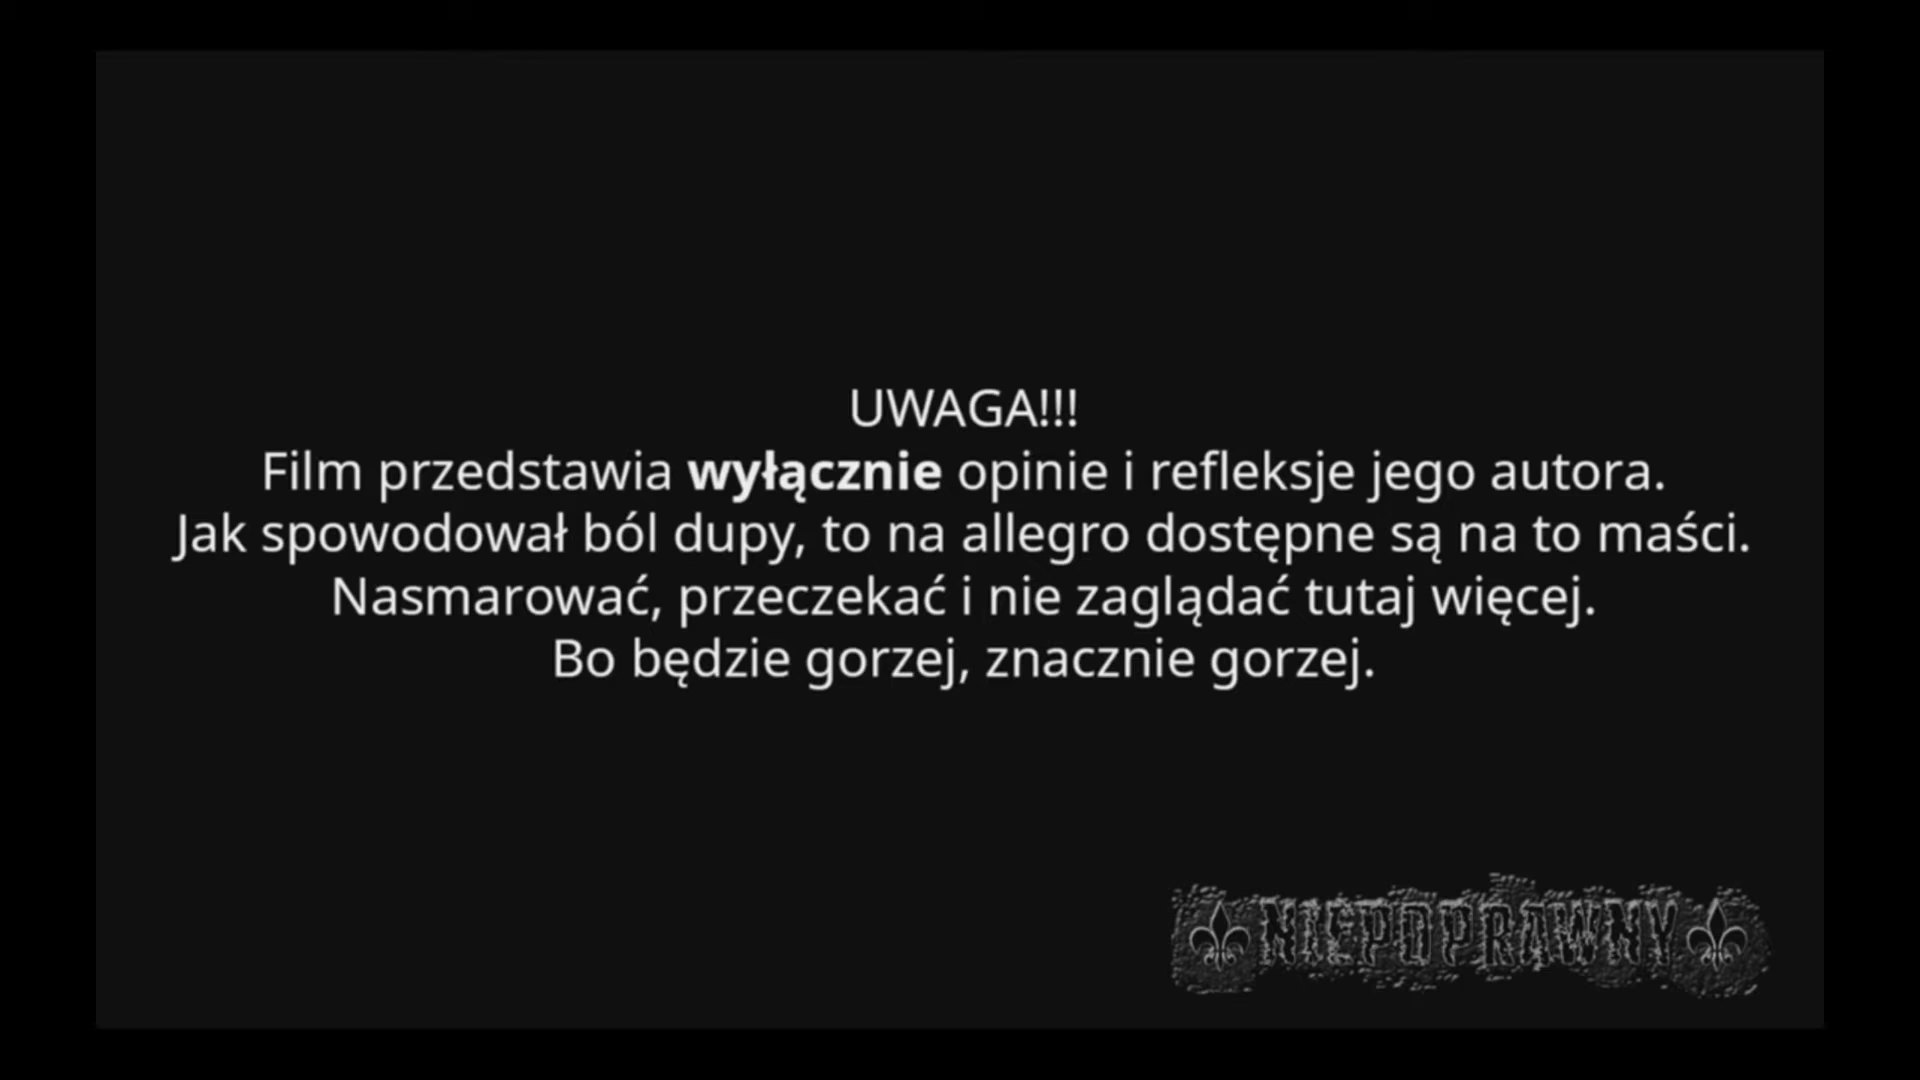 UWAGA!!!
Film przedstawia wyłącznie opinie i refleksje jego autora.
Jak spowodował ból dupy, to na allegro dostępne są na to maści.
Nasmarować, przeczekać i nie zaglądać tutaj więcej.
Bo będzie gorzej, znacznie gorzej.
NIEPOPRAWNY